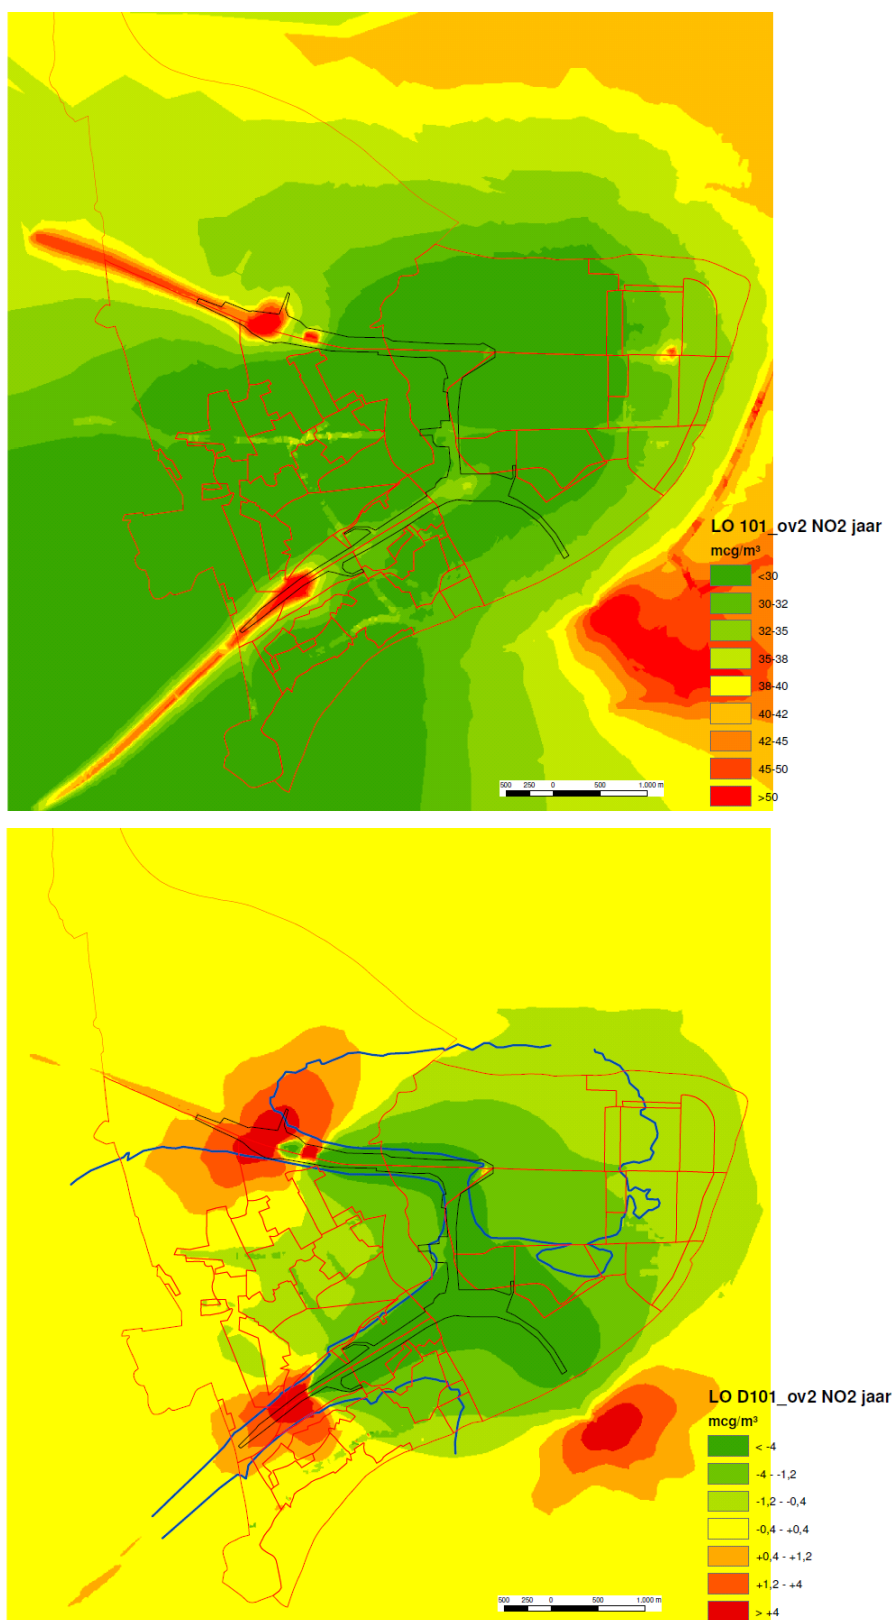 LO 101_ov2 NO2 jaar
mcg/m³
<30
30-32
32-35
35-38
38-40
40-42
42-45
45-50
>50
500 250 0 500 1,000 m
LO D101_ov2 NO2 jaar
mcg/m³
< -4
-4 - -1,2
-1,2 - -0,4
-0,4 - +0,4
+0,4 - +1,2
+1,2 - +4
> +4
500 250 0 500 1,000 m